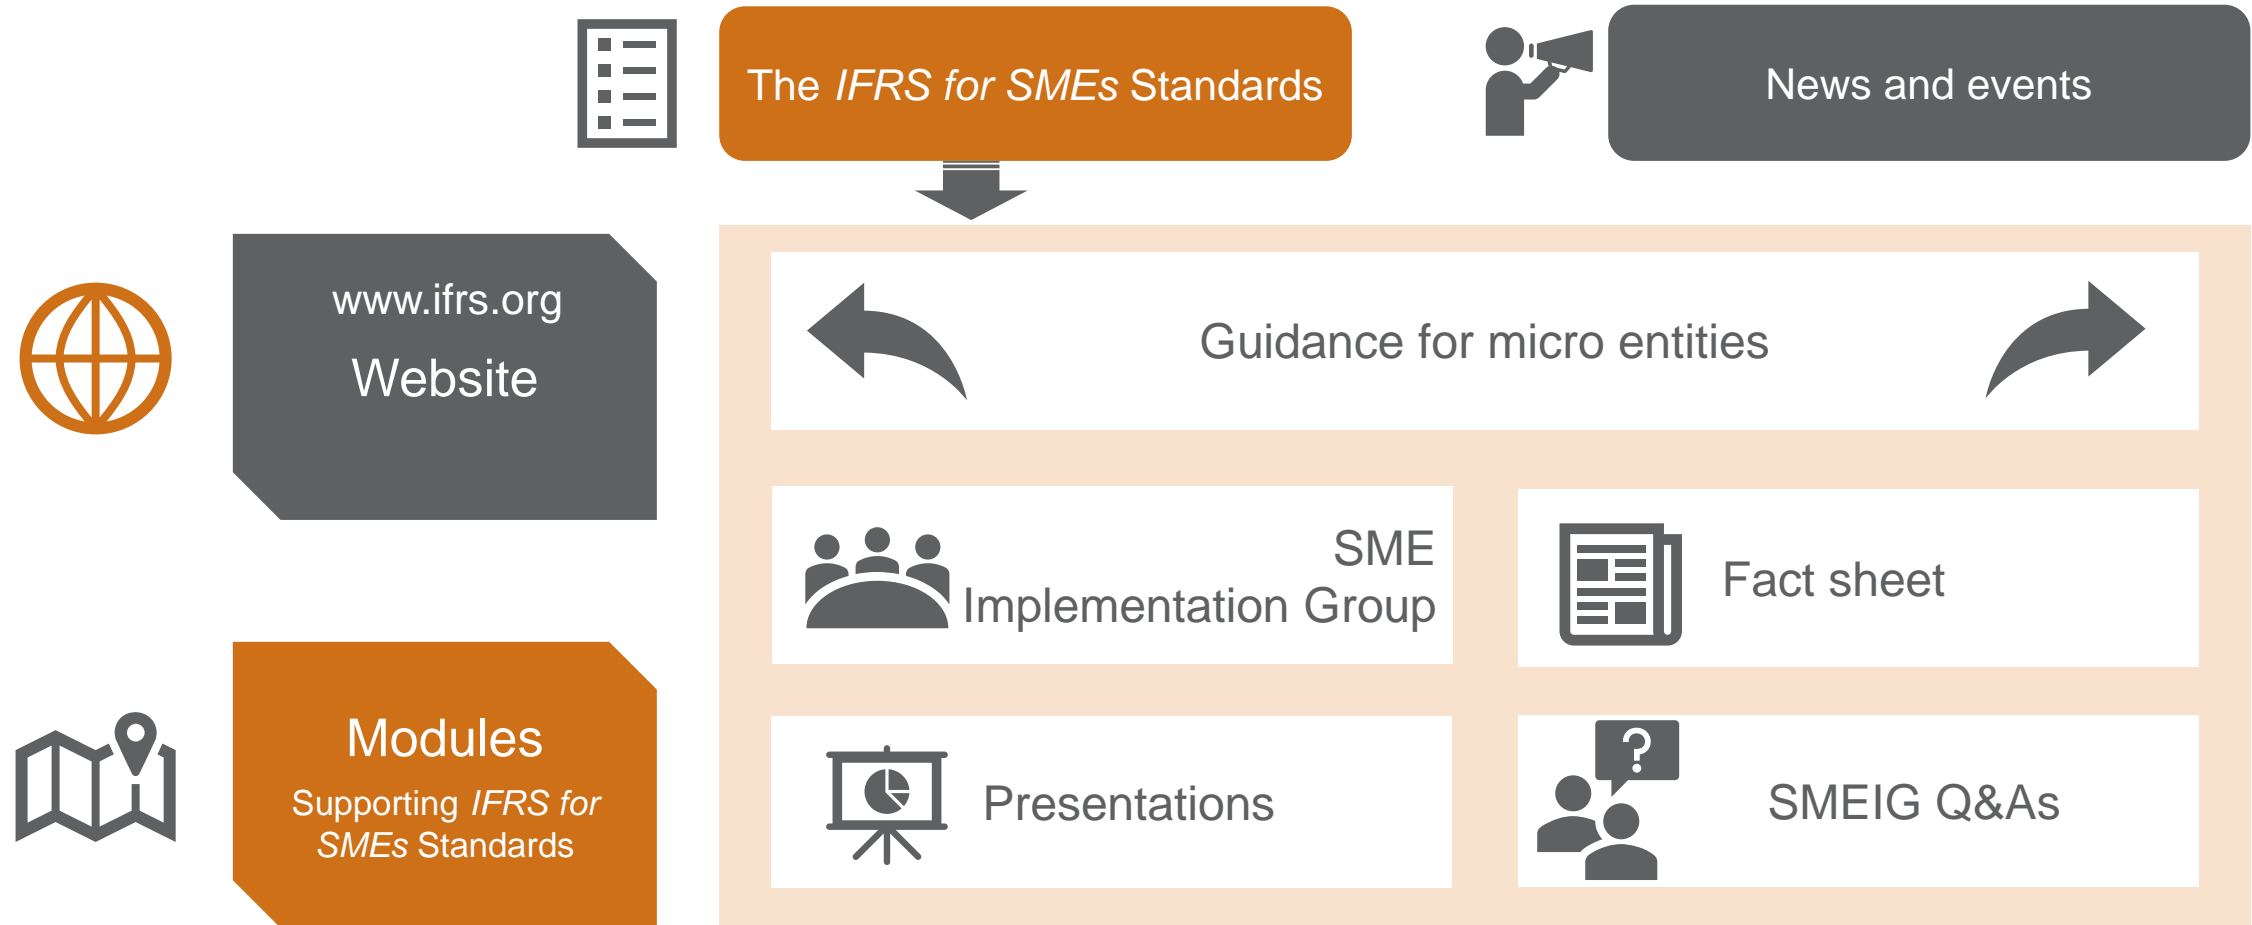 The IFRS for SMEs Standards
News and events
www.ifrs.org
Website
Guidance for micro entities
SME
Implementation Group
Fact sheet
Modules
Supporting IFRS for
SMEs Standards
Presentations
?
SMEIG Q&As